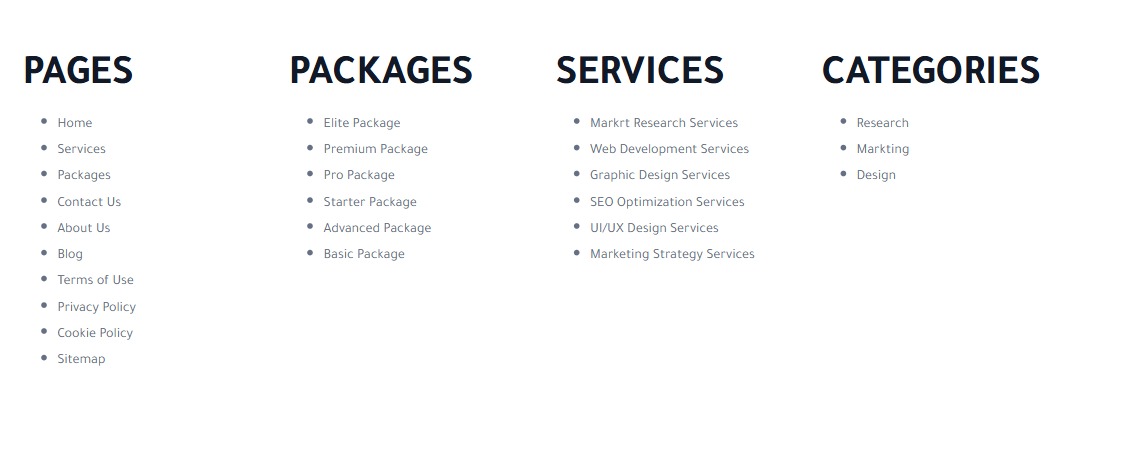 PAGES
Home
Services
Packages
Contact Us
About Us
Blog
Terms of Use
Privacy Policy
Cookie Policy
Sitemap
PACKAGES
Elite Package
Premium Package
Pro Package
Starter Package
Advanced Package
Basic Package
SERVICES
Markrt Research Services
Web Development Services
Graphic Design Services
SEO Optimization Services
UI/UX Design Services
Marketing Strategy Services
CATEGORIES
Research
Markting
Design